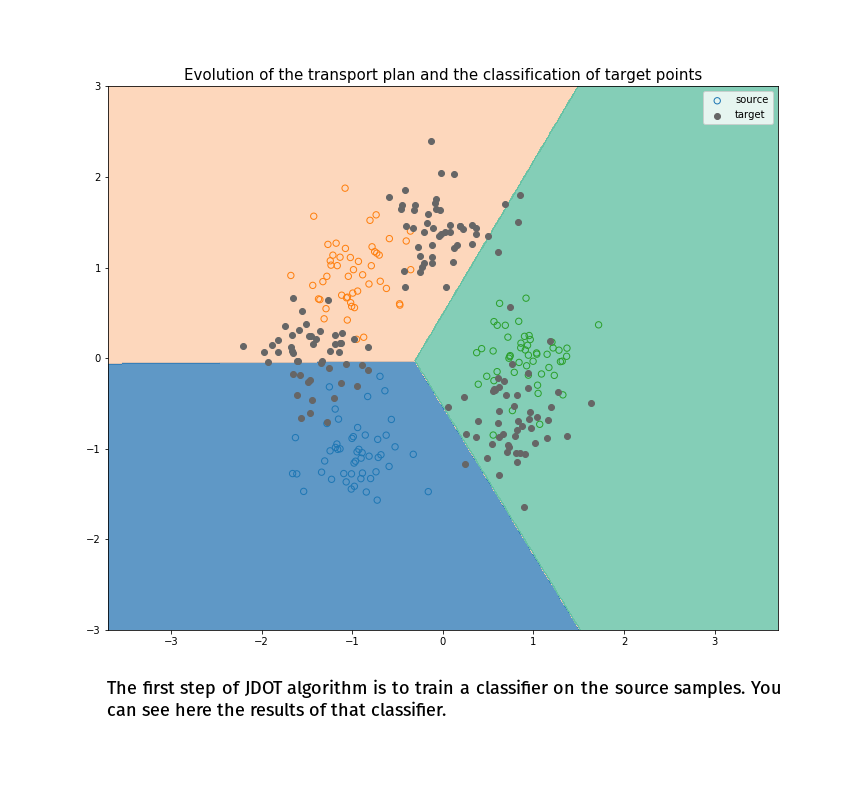 Evolution of the transport plan and the classification of target points
source
target
3
2
1
0
−1
−2
−3
−3
−2
−1
0
1
2
3
The first step of JDOT algorithm is to train a classifier on the source samples. You
can see here the results of that classifier.